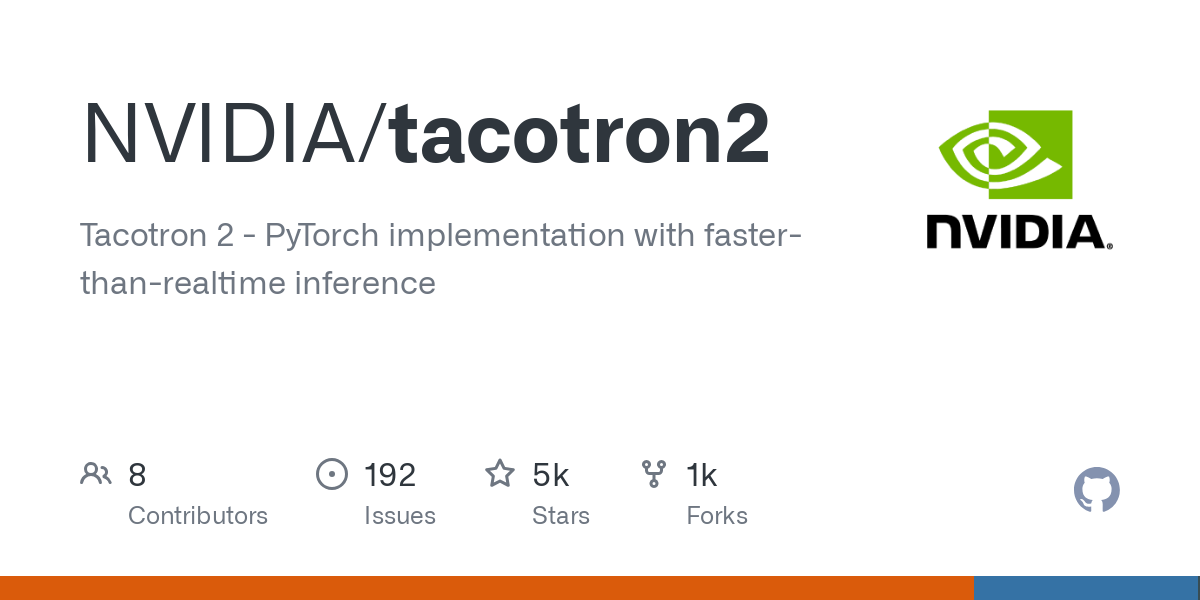 NVIDIA/tacotron2
Tacotron 2 - PyTorch implementation with faster-
than-realtime inference
NVIDIA®
8
Contributors
192
Issues
5k
Stars
1k
Forks